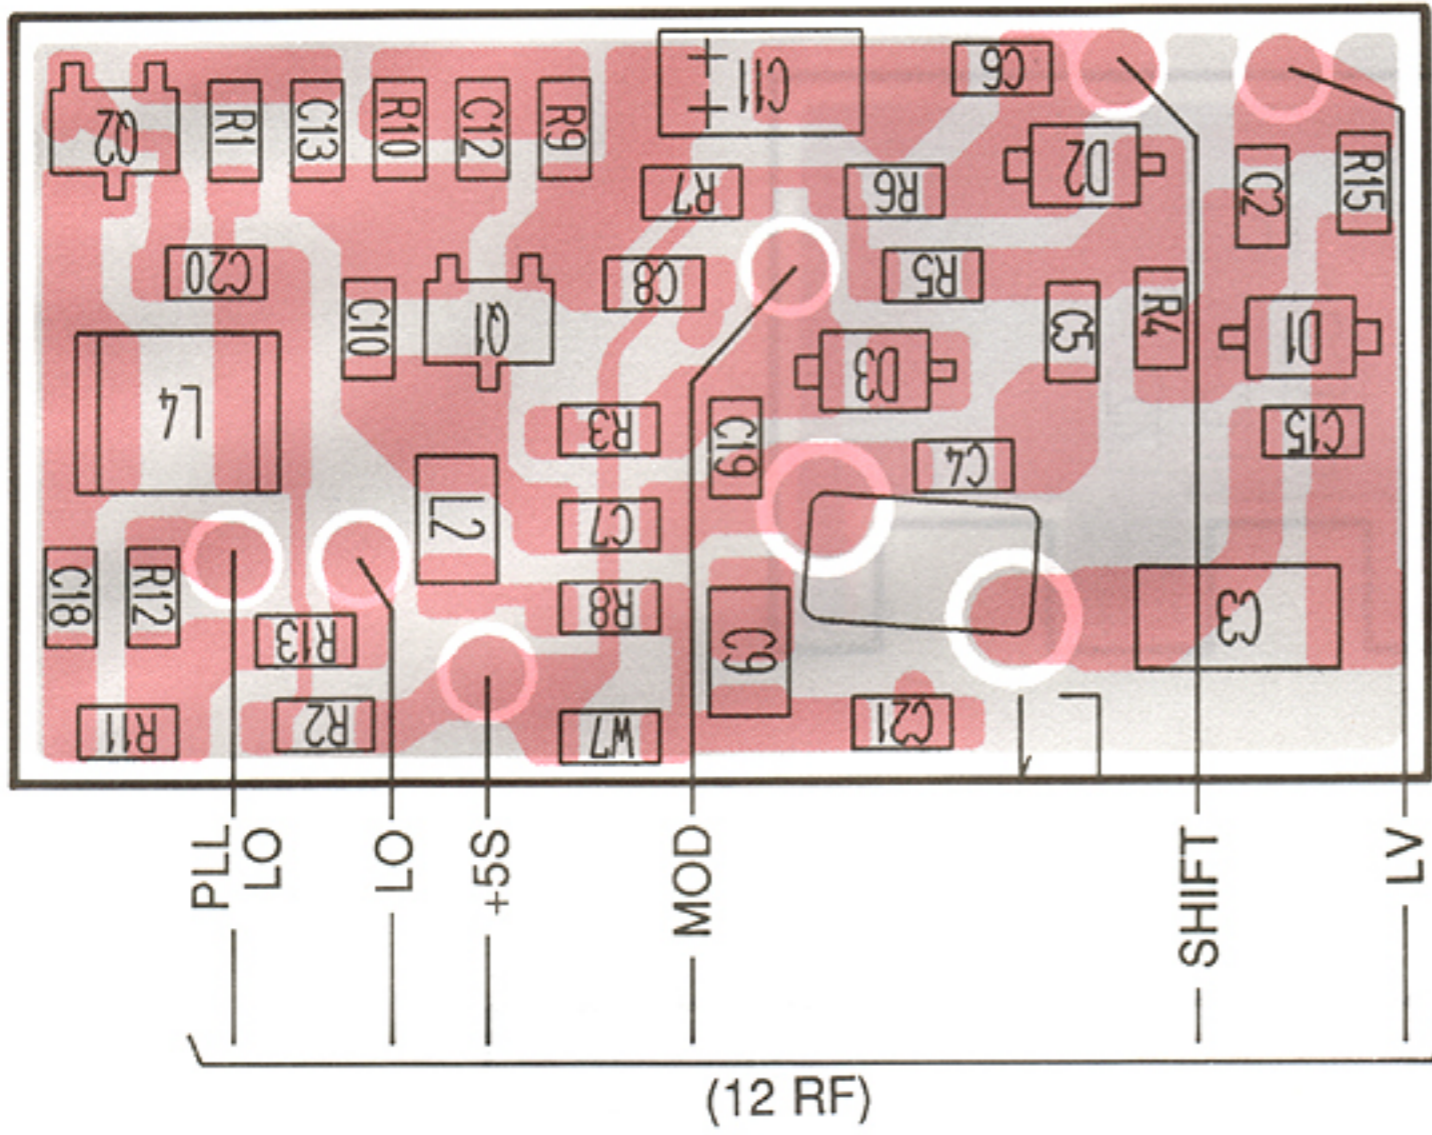 Q2
R1
C13
R10
C12
R9
C11
+
+
C6
D2
C2
R15
R7
R6
C20
C8
R5
C10
Q1
C5
R4
D1
D3
L4
R3
C19
C4
C15
L2
C7
C18
R12
R13
R8
C9
C3
R11
R2
W7
C21
PLL
LO
LO
+5S
MOD
SHIFT
LV
(12 RF)